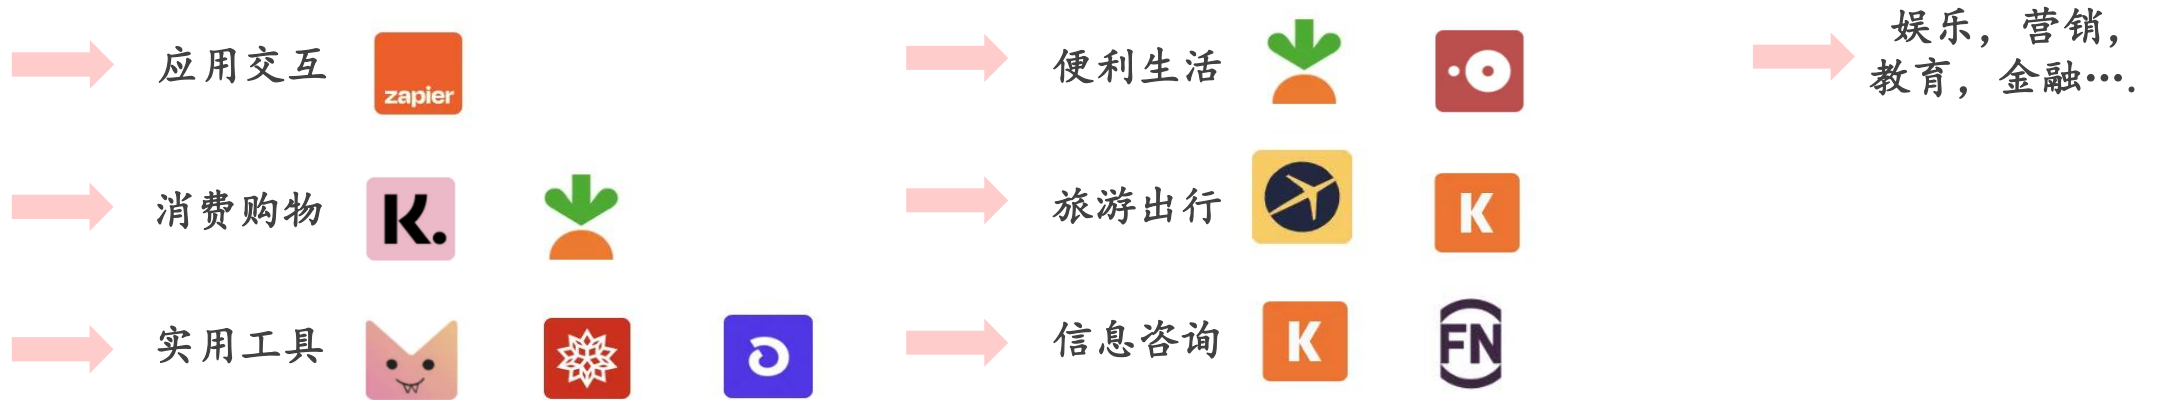 应用交互
zapier
便利生活
娱乐，营销，
教育，金融….
消费购物
K.
旅游出行
K
实用工具
信息咨询
K
FN